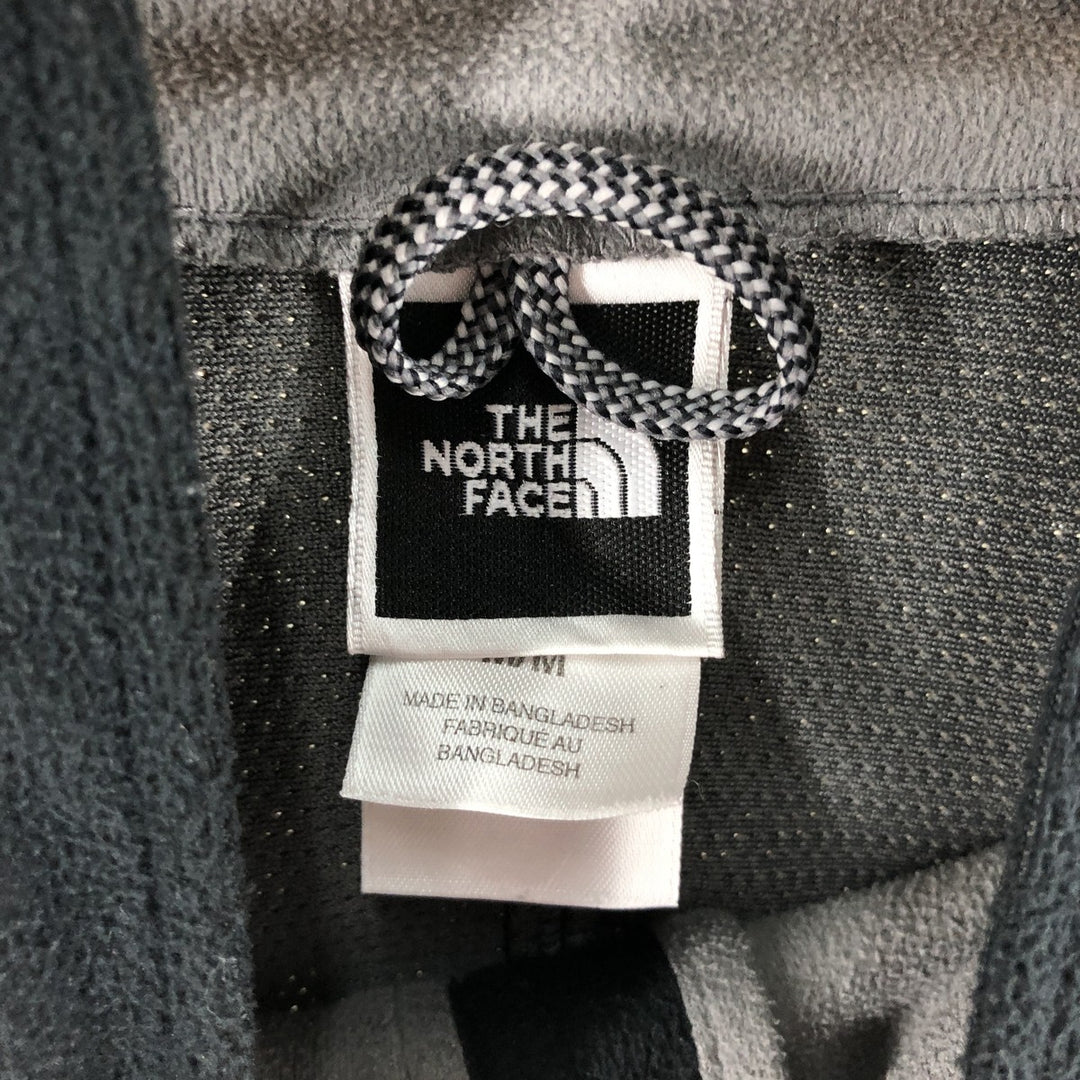 THE
NORTH
FACE
MADE IN BANGLADESH
FABRIQUE AU
BANGLADESH